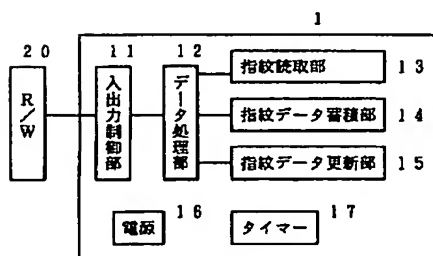 1
20
11
12
R/W
入出力制御部
データ処理部
指紋読取部
13
指紋データ蓄積部
14
指紋データ更新部
15
電源
16
タイマー
17